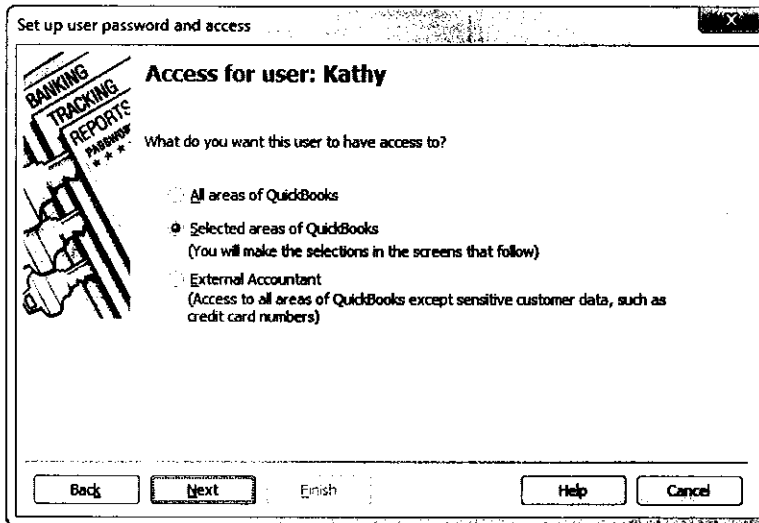 Set up user password and access
X
BANKING
TRACKING
REPORTS
PASSWORD
* * *
Access for user: Kathy
What do you want this user to have access to?
All areas of QuickBooks
Selected areas of QuickBooks
(You will make the selections in the screens that follow)
External Accountant
(Access to all areas of QuickBooks except sensitive customer data, such as
credit card numbers)
Back
Next
Finish
Help
Cancel